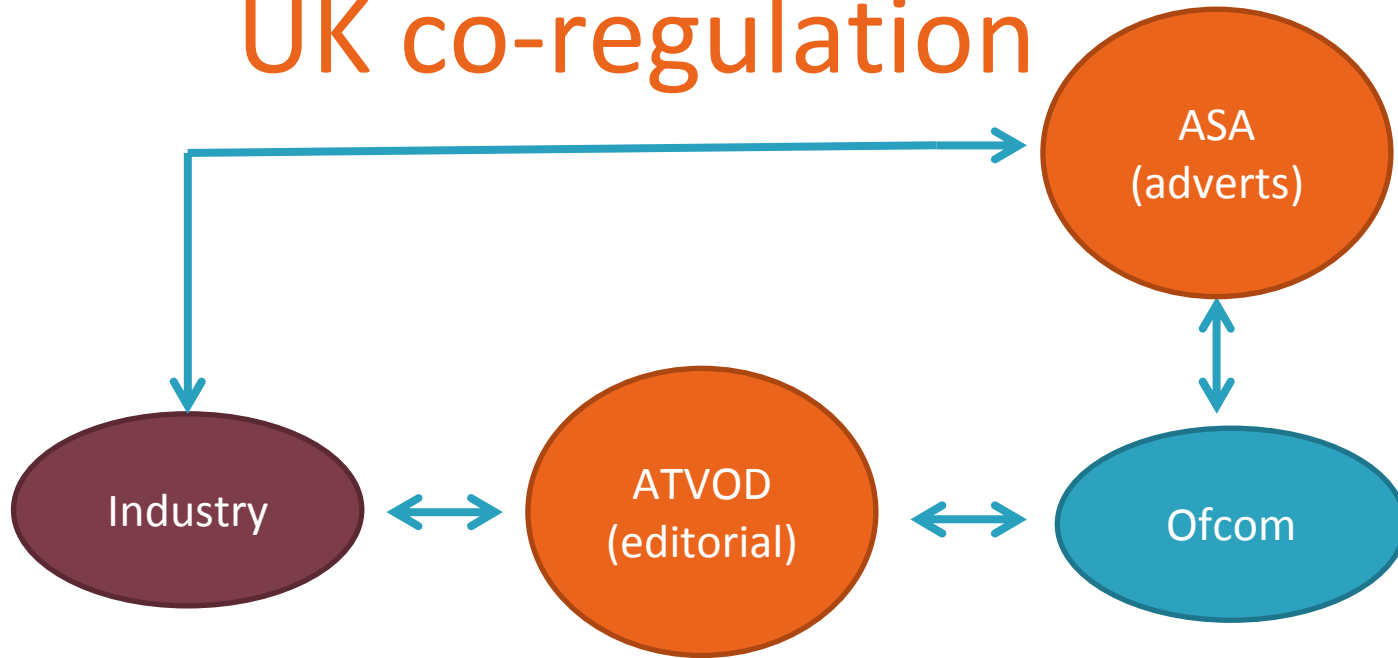 UK co-regulation
ASA
(adverts)
Industry
ATVOD
(editorial)
Ofcom